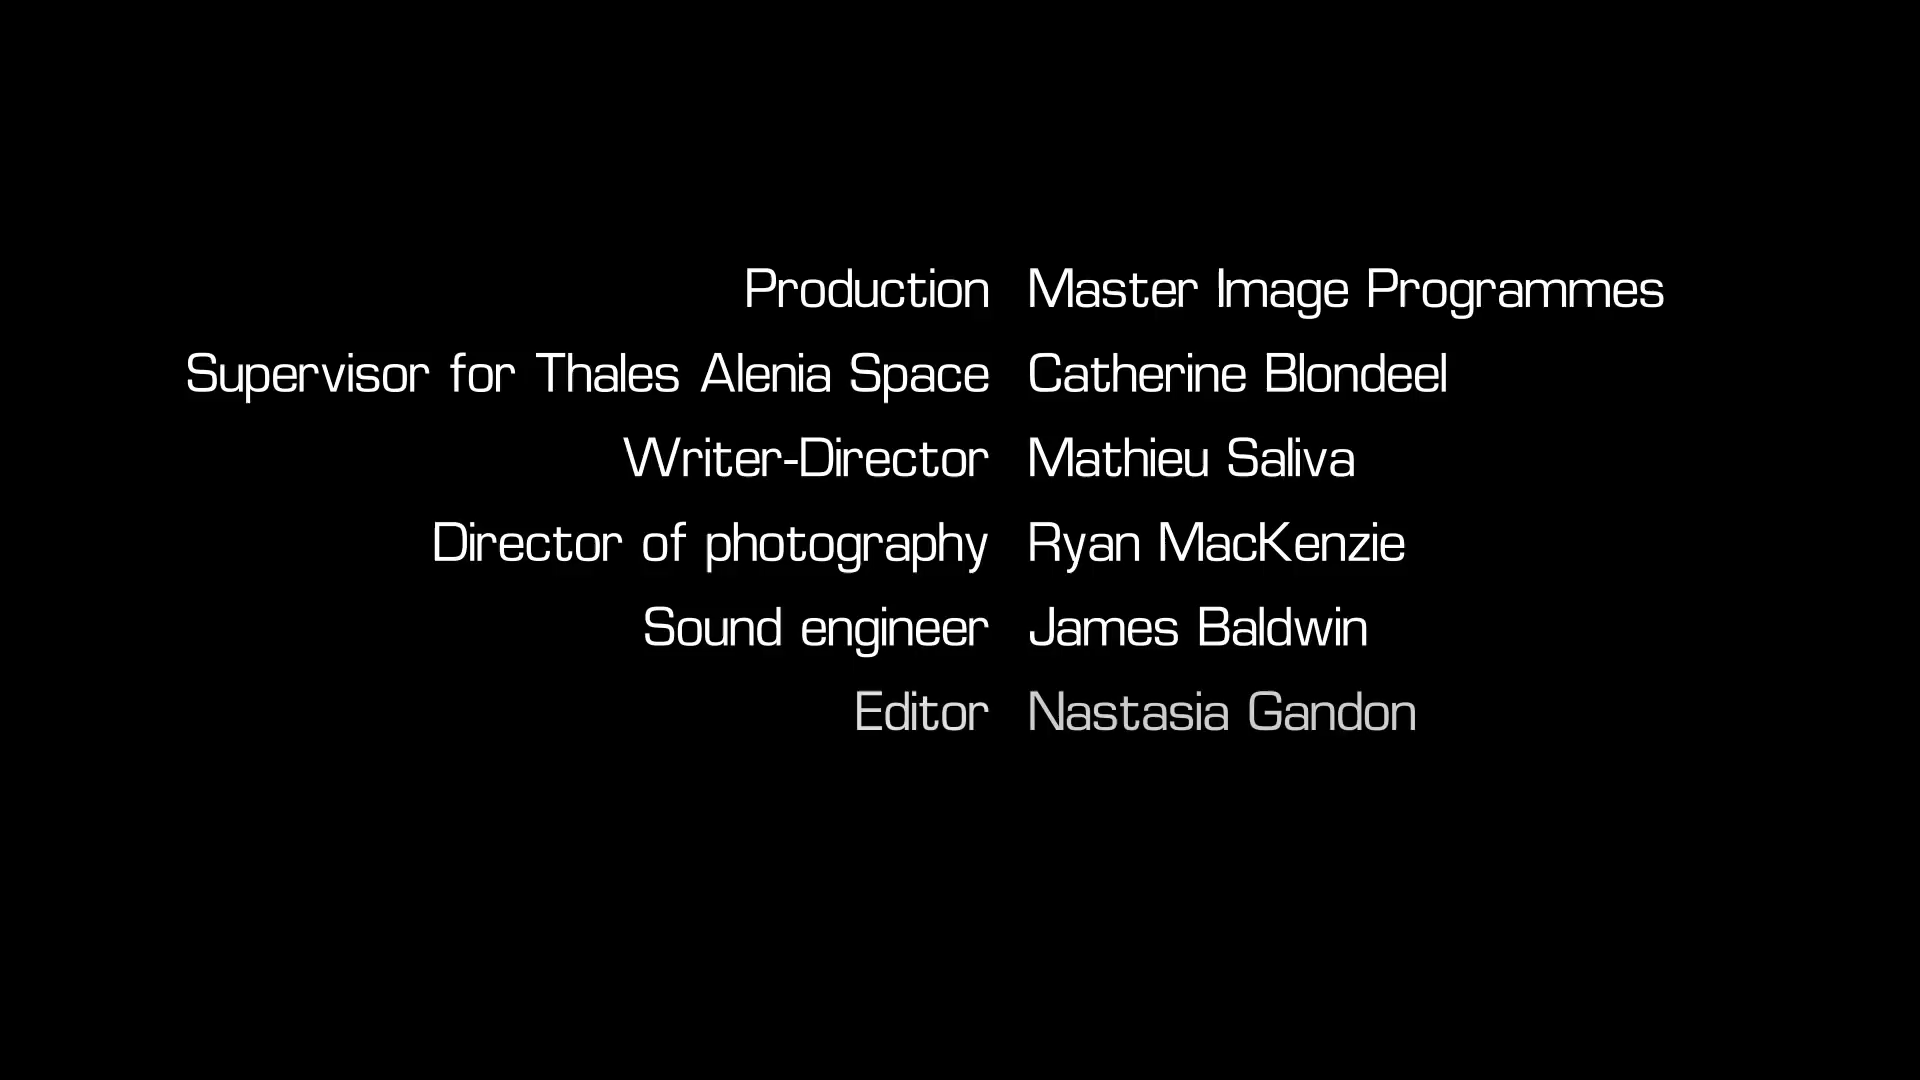 Production Master Image Programmes
Supervisor for Thales Alenia Space Catherine Blondeel
Writer-Director Mathieu Saliva
Director of photography Ryan MacKenzie
Sound engineer James Baldwin
Editor Nastasia Gandon